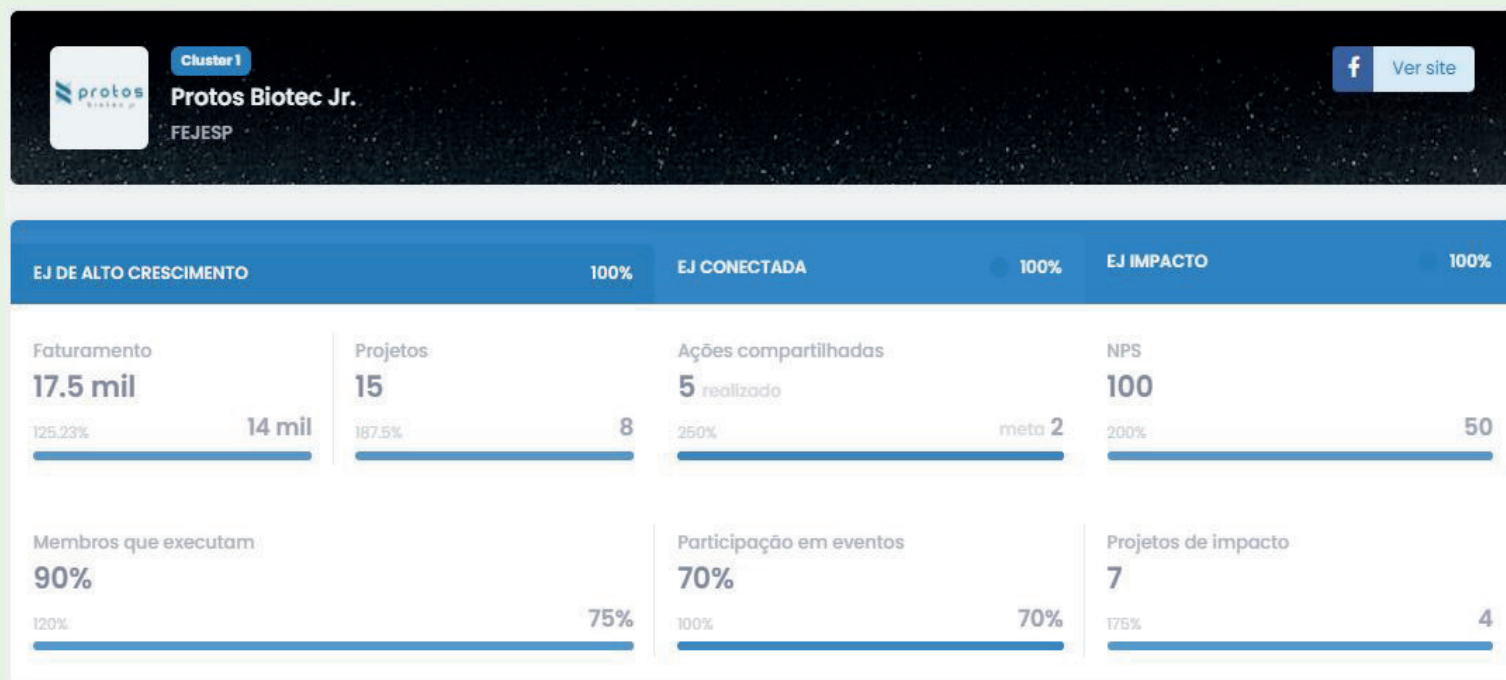 protos
biotec jr
Cluster 1
Protos Biotec Jr.
FEJESP
f
Ver site
EJ DE ALTO CRESCIMENTO
100%
EJ CONECTADA
100%
EJ IMPACTO
100%
Faturamento
17.5 mil
125.23%
14 mil
Projetos
15
187.5%
8
Ações compartilhadas
5 realizado
250%
meta 2
NPS
100
200%
50
Membros que executam
90%
120%
75%
Participação em eventos
70%
100%
70%
Projetos de impacto
7
175%
4